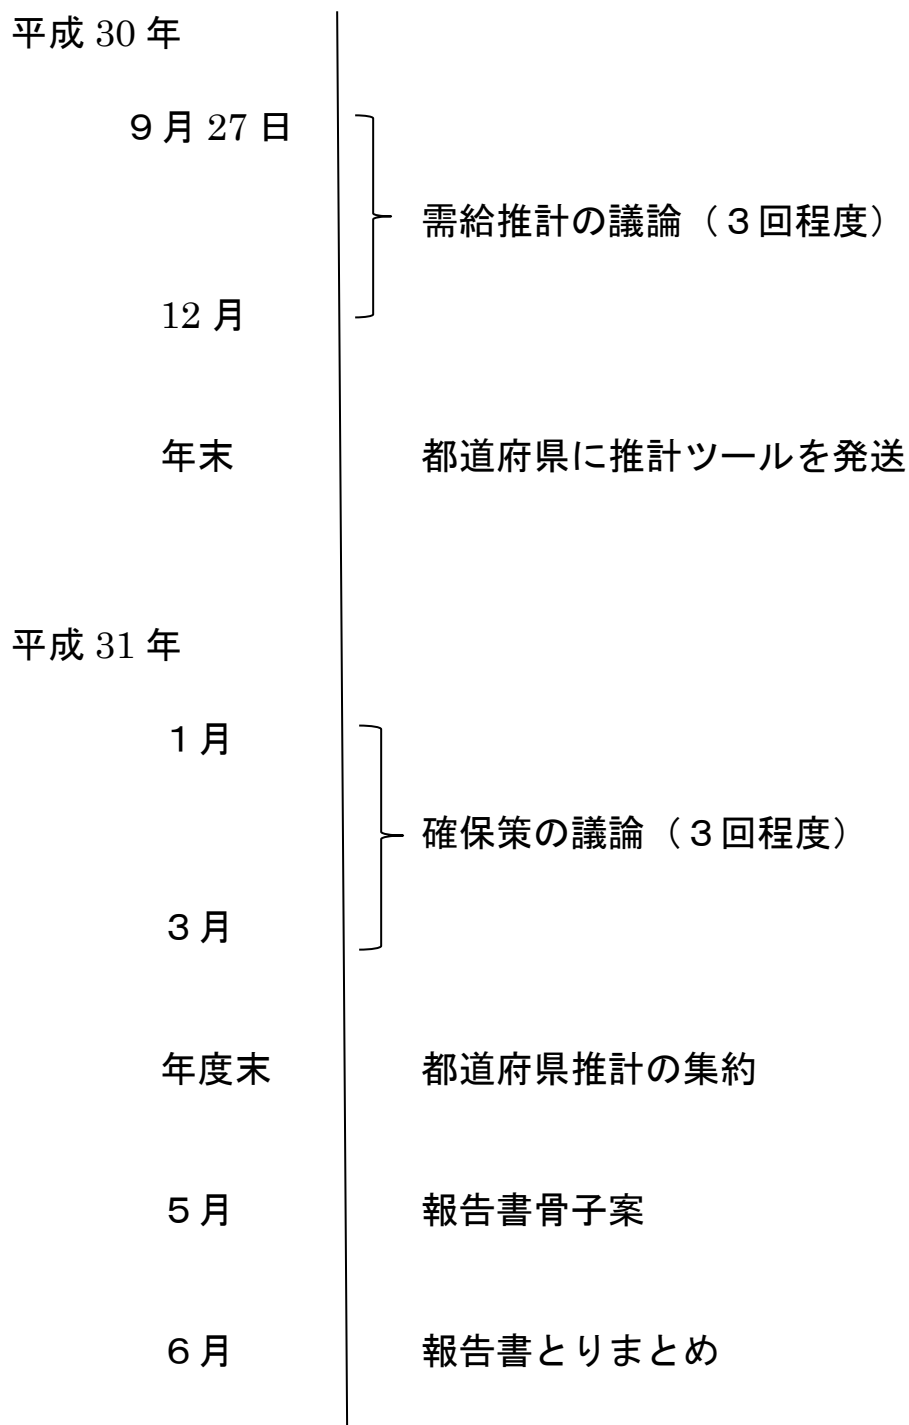 平成 30 年
９月 27 日
需給推計の議論（３回程度）
12 月
年末 都道府県に推計ツールを発送
平成 31 年
１月
確保策の議論（３回程度）
３月
年度末 都道府県推計の集約
５月 報告書骨子案
６月 報告書とりまとめ